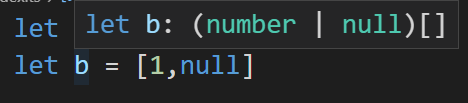 let
let b: (number | null)[]
let b = [1,null]